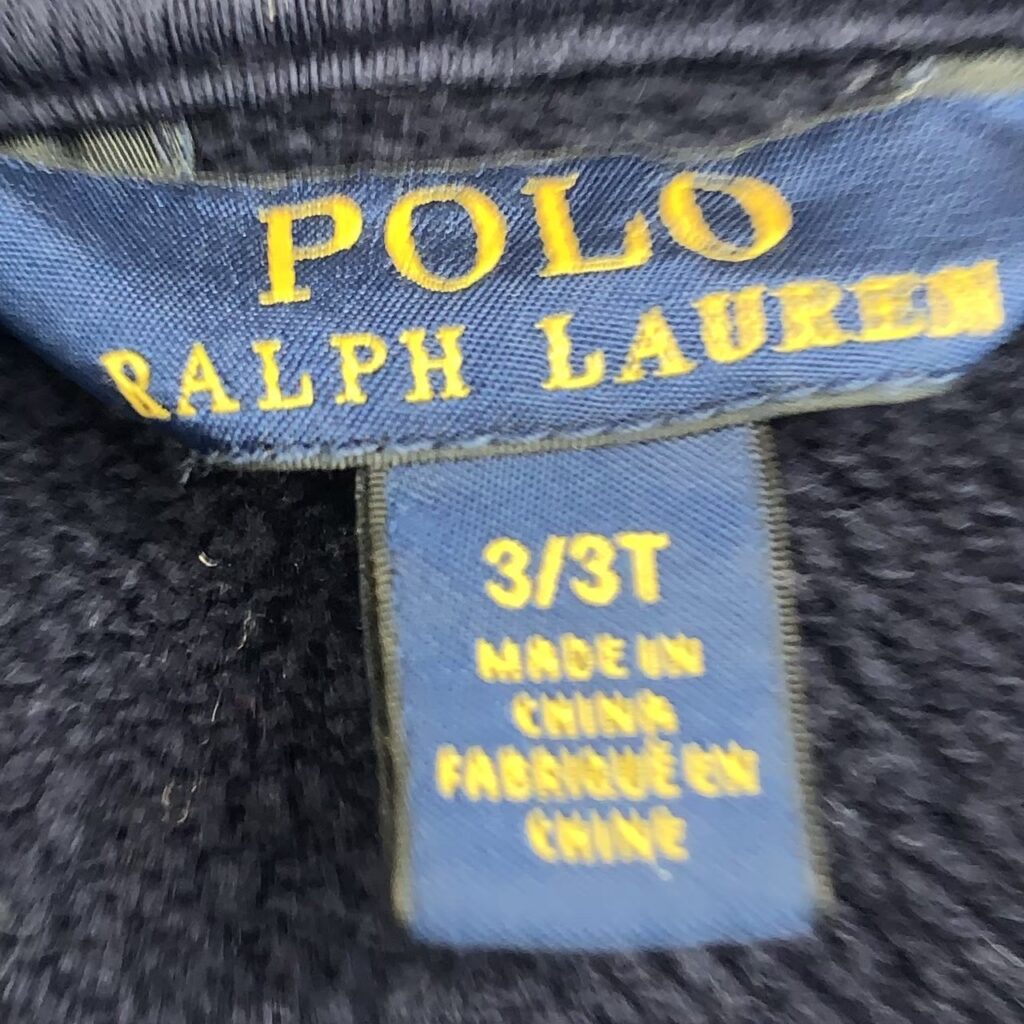 POLO
RALPH LAUREN
3/3T
MADE IN
CHINA
FABRIQUÉ EN
CHINE